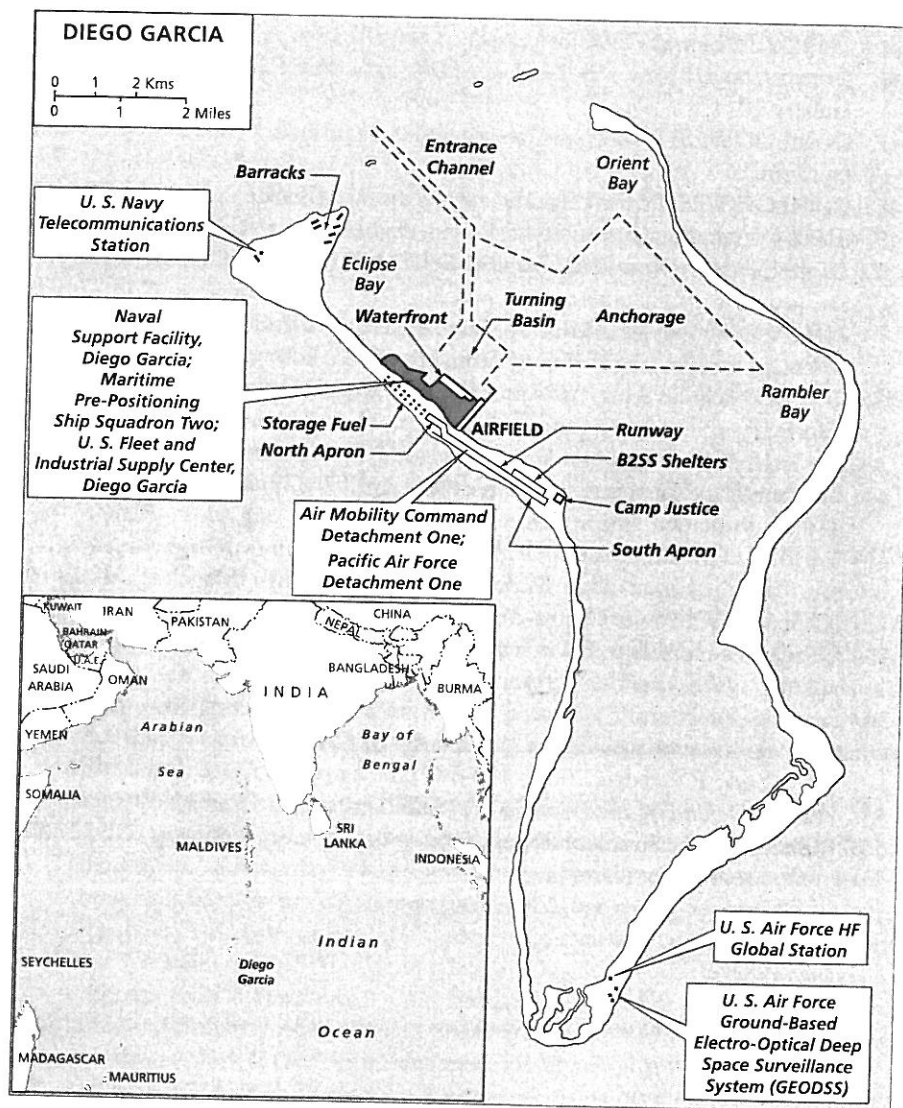 DIEGO GARCIA
0 1 2 Kms
0 1 2 Miles
Entrance
Channel
Orient
Bay
Barracks
U. S. Navy
Telecommunications
Station
Eclipse
Bay
Turning
Basin
Anchorage
Waterfront
Naval
Support Facility,
Diego Garcia;
Maritime
Pre-Positioning
Ship Squadron Two;
U. S. Fleet and
Industrial Supply Center,
Diego Garcia
Rambler
Bay
Storage Fuel
AIRFIELD
Runway
North Apron
B2SS Shelters
Camp Justice
South Apron
Air Mobility Command
Detachment One;
Pacific Air Force
Detachment One
KUWAIT
IRAN
PAKISTAN
CHINA
NEPAL
BAHRAIN
QATAR
U.A.E.
SAUDI
ARABIA
OMAN
INDIA
BANGLADESH
BURMA
YEMEN
Arabian
Sea
Bay of
Bengal
SOMALIA
SRI
LANKA
MALDIVES
INDONESIA
Indian
Ocean
SEYCHELLES
Diego
Garcia
MADAGASCAR
MAURITIUS
U. S. Air Force HF
Global Station
U. S. Air Force
Ground-Based
Electro-Optical Deep
Space Surveillance
System (GEODSS)